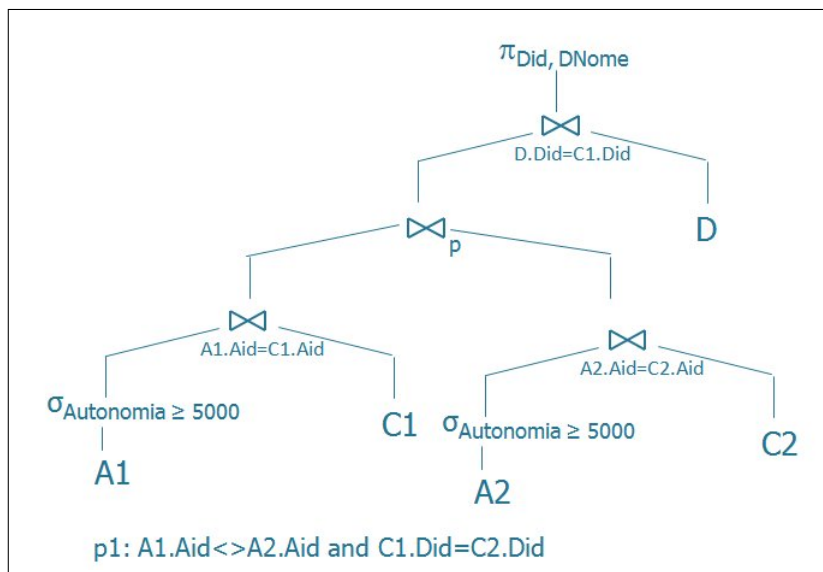 πDid, DNome
⋈
D.Did=C1.Did
D
⋈p
⋈
A1.Aid=C1.Aid
⋈
A2.Aid=C2.Aid
σAutonomia ≥ 5000
C1
σAutonomia ≥ 5000
C2
A1
A2
p1: A1.Aid<>A2.Aid and C1.Did=C2.Did